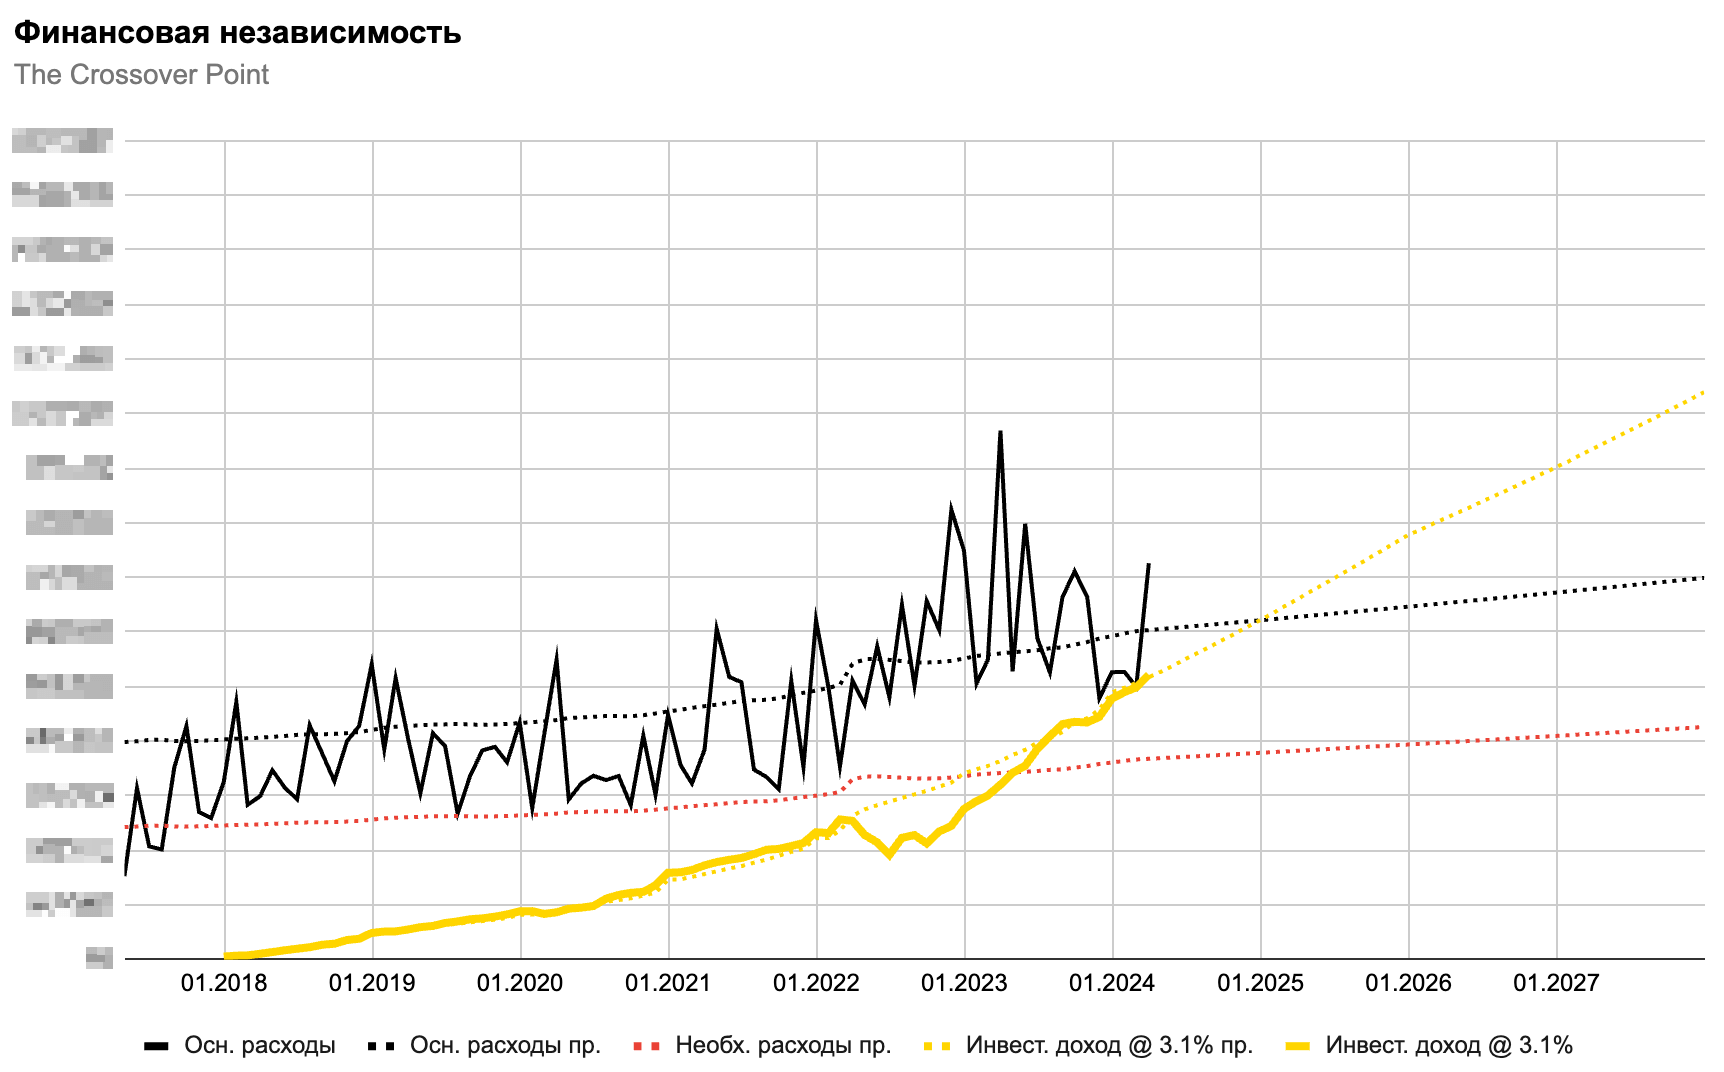 Финансовая независимость
The Crossover Point
01.2018 01.2019 01.2020 01.2021 01.2022 01.2023 01.2024 01.2025 01.2026 01.2027
Осн. расходы Осн. расходы пр. Необх. расходы пр. Инвест. доход @ 3.1% пр. Инвест. доход @ 3.1%